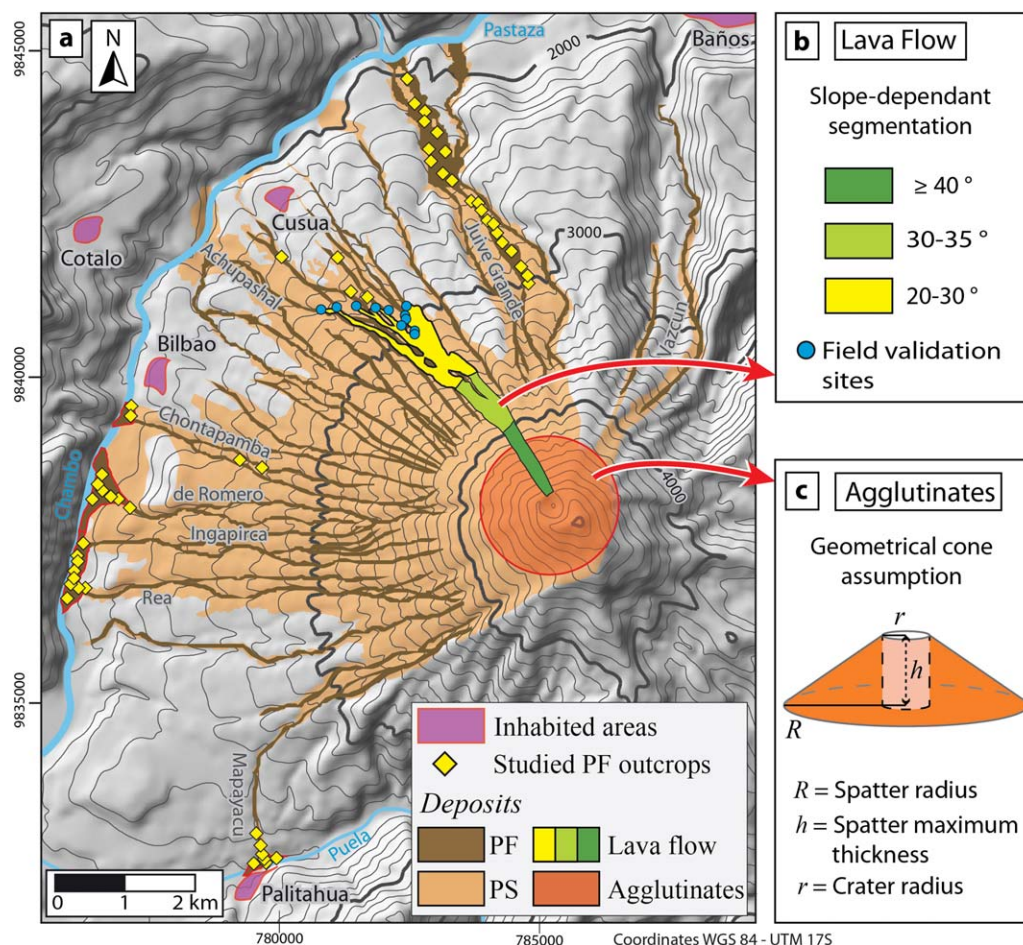 a
N
Pastaza
Baños
2000
9845000
Cusua
Cotalo
Achupashal
Juive Grande
3000
Vazcun
Bilbao
9840000
Chontapamba
Chambo
de Romero
4000
Ingapirca
Rea
9835000
Mapayacu
Puela
Palitahua
0 1 2 km
Inhabited areas
Studied PF outcrops
Deposits
PF Lava flow
PS Agglutinates
780000 785000 Coordinates WGS 84 - UTM 17S
b Lava Flow
Slope-dependant
segmentation
≥ 40 °
30-35 °
20-30 °
Field validation
sites
c Agglutinates
Geometrical cone
assumption
r
h
R
R = Spatter radius
h = Spatter maximum
thickness
r = Crater radius